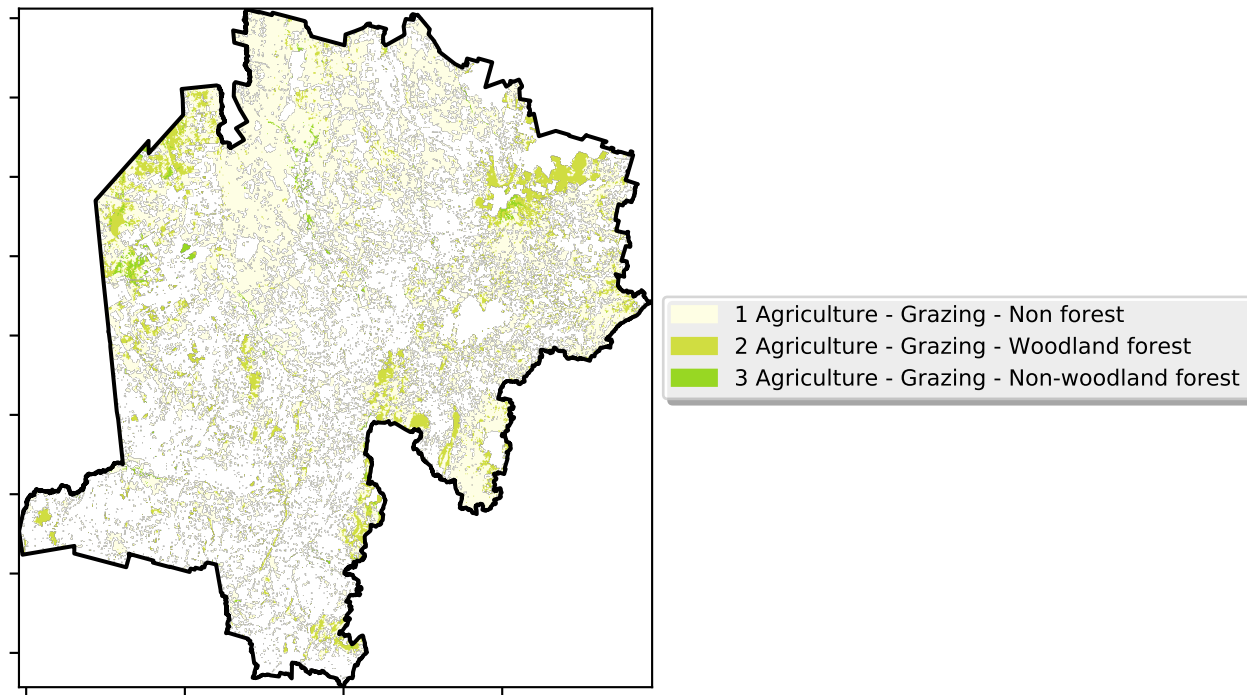 1 Agriculture - Grazing - Non forest
2 Agriculture - Grazing - Woodland forest
3 Agriculture - Grazing - Non-woodland forest